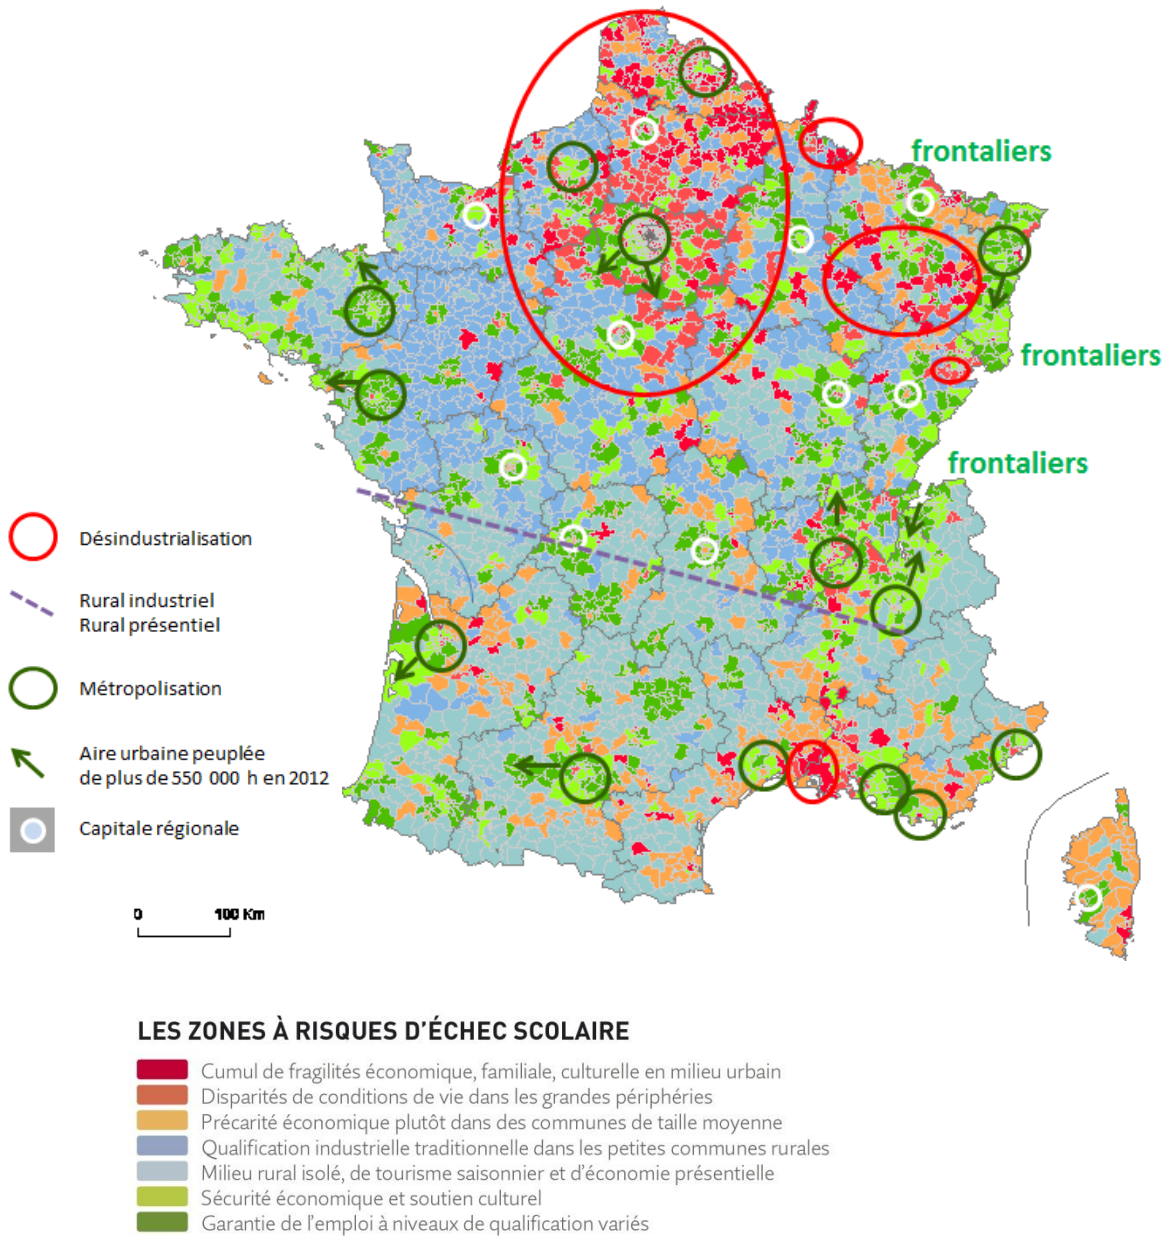 frontaliers
frontaliers
frontaliers
Désindustrialisation
Rural industriel
Rural présentiel
Métropolisation
Aire urbaine peuplée
de plus de 550 000 h en 2012
Capitale régionale
0 100 Km
LES ZONES À RISQUES D'ÉCHEC SCOLAIRE
Cumul de fragilités économique, familiale, culturelle en milieu urbain
Disparités de conditions de vie dans les grandes périphéries
Précarité économique plutôt dans des communes de taille moyenne
Qualification industrielle traditionnelle dans les petites communes rurales
Milieu rural isolé, de tourisme saisonnier et d'économie présentielle
Sécurité économique et soutien culturel
Garantie de l'emploi à niveaux de qualification variés